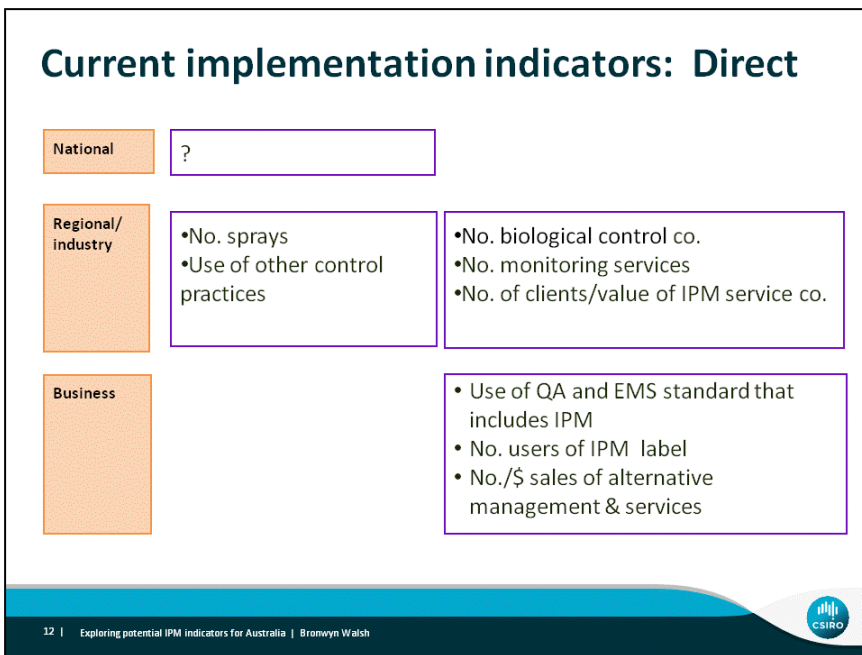 Current implementation indicators:  Direct
National
?
Regional/
industry
•No. sprays
•Use of other control
practices
•No. biological control co.
•No. monitoring services
•No. of clients/value of IPM service co.
Business
• Use of QA and EMS standard that
includes IPM
• No. users of IPM  label
• No./$ sales of alternative
management & services
12 |  Exploring potential IPM indicators for Australia | Bronwyn Walsh
CSIRO